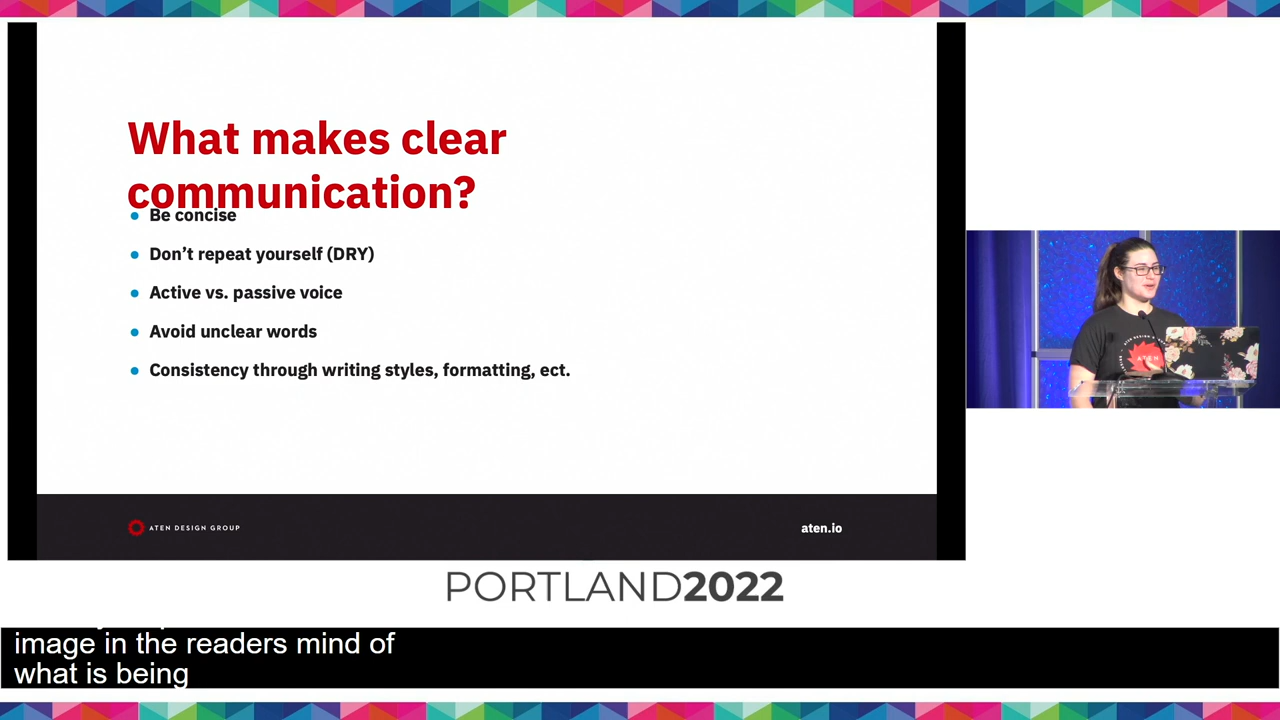 What makes clear
communication?
Be concise
Don’t repeat yourself (DRY)
Active vs. passive voice
Avoid unclear words
Consistency through writing styles, formatting, ect.
ATEN DESIGN GROUP
aten.io
ATEN
PORTLAND2022
image in the readers mind of
what is being